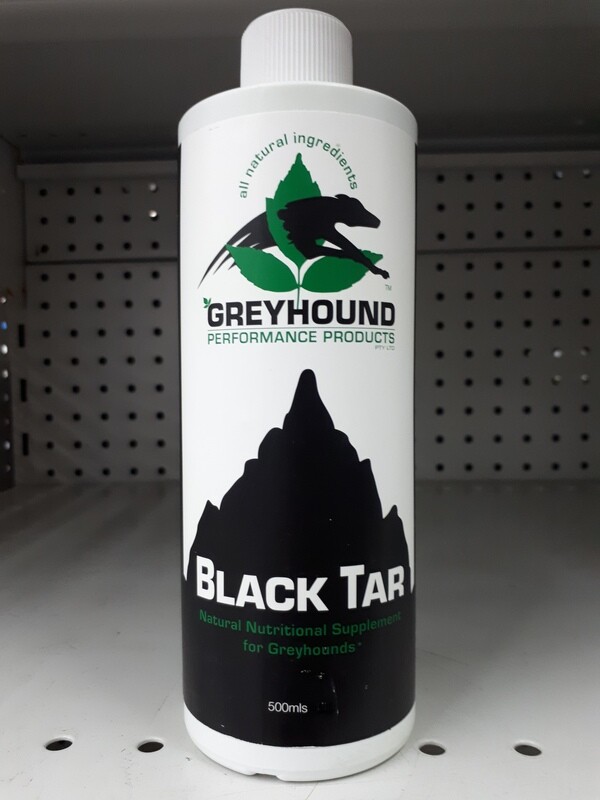 all natural ingredients
TM
GREYHOUND
PERFORMANCE PRODUCTS
PTY LTD
BLACK TAR
Natural Nutritional Supplement
for Greyhounds
500mls